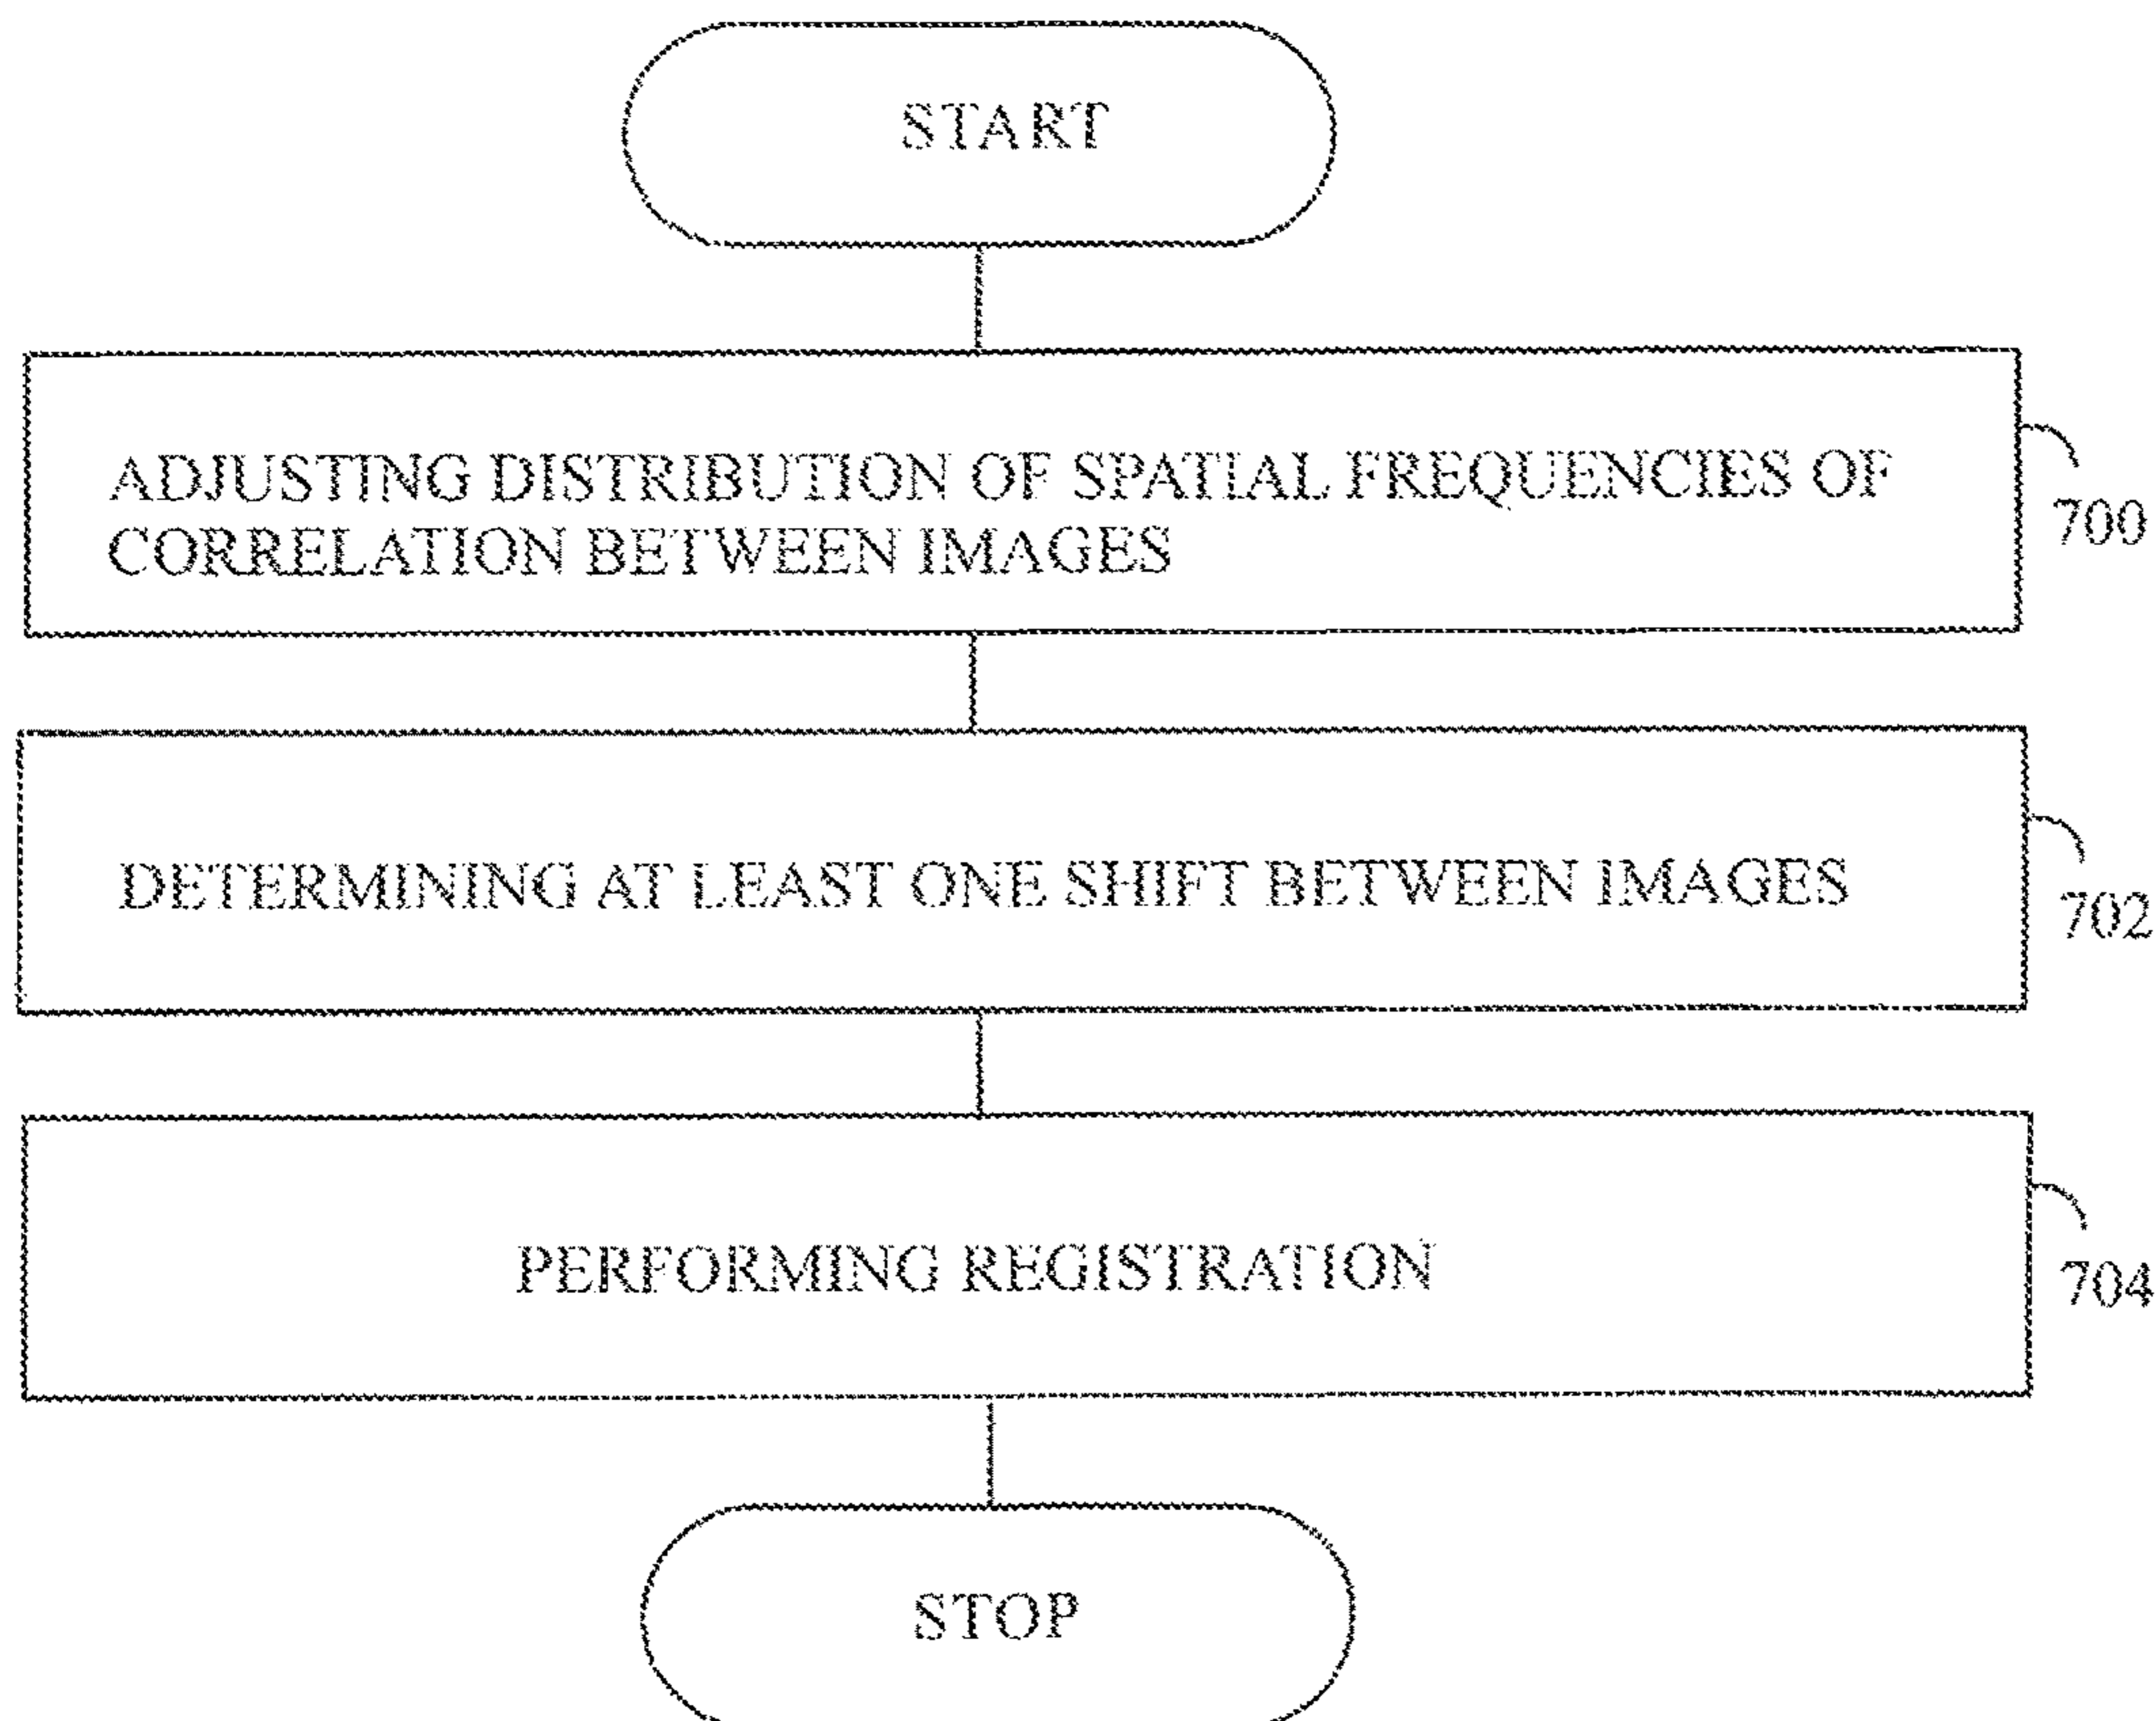 START
ADJUSTING DISTRIBUTION OF SPATIAL FREQUENCIES OF
CORRELATION BETWEEN IMAGES
700
DETERMINING AT LEAST ONE SHIFT BETWEEN IMAGES
702
PERFORMING REGISTRATION
704
STOP